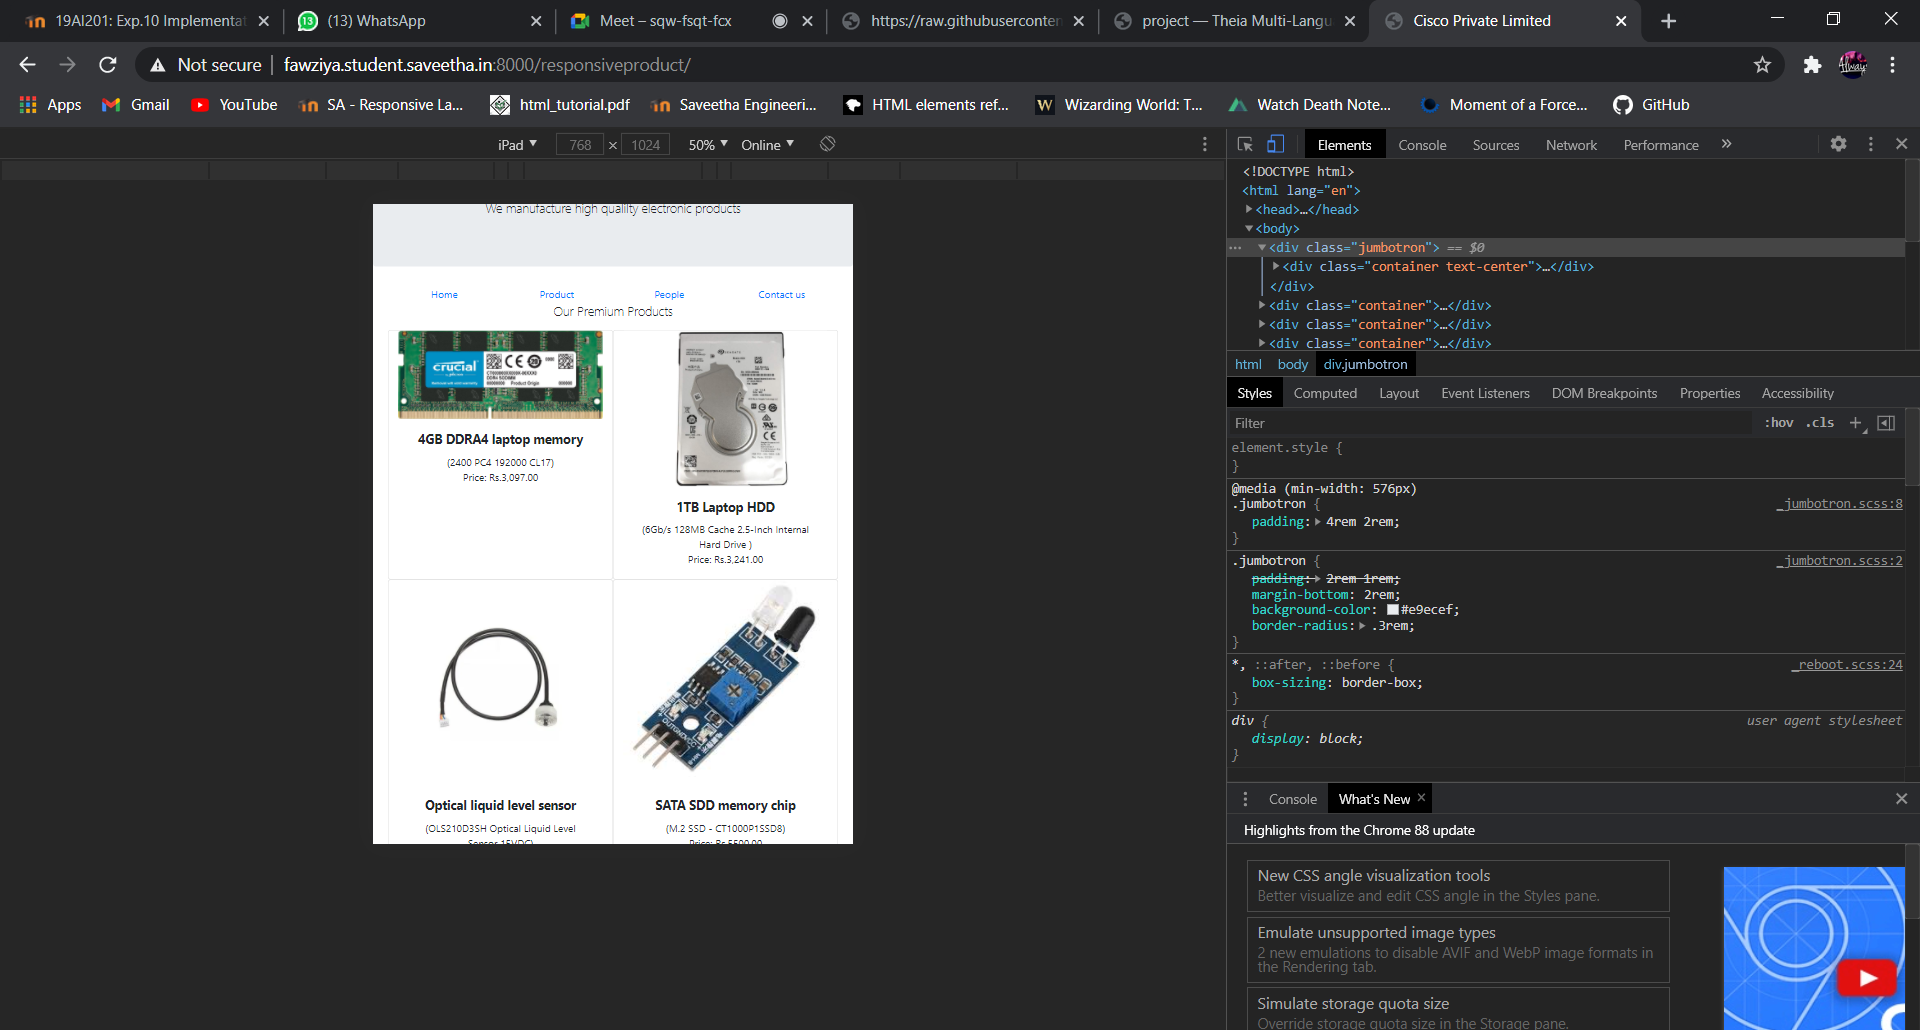 19AI201: Exp.10 Implementat
(13) WhatsApp
Meet – sqw-fsqt-fcx
https://raw.githubuserconten
project — Theia Multi-Langu
Cisco Private Limited
Not secure
fawziya.student.saveetha.in:8000/responsiveproduct/
Apps
Gmail
YouTube
SA - Responsive La...
html_tutorial.pdf
Saveetha Engineeri...
HTML elements ref...
Wizarding World: T...
Watch Death Note...
Moment of a Force...
GitHub
iPad 768 × 1024 50% Online
We manufacture high qualilty electronic products
Home Product People Contact us
Our Premium Products
crucial
4GB DDRA4 laptop memory
(2400 PC4 192000 CL17)
Price: Rs.3,097.00
1TB Laptop HDD
(6Gb/s 128MB Cache 2.5-Inch Internal
Hard Drive )
Price: Rs.3,241.00
Optical liquid level sensor
(OLS210D3SH Optical Liquid Level
Sensor 15VDC)
SATA SDD memory chip
(M.2 SSD - CT1000P1SSD8)
Price: Rs.5500.00
Elements Console Sources Network Performance »
<!DOCTYPE html>
<html lang="en">
<head>…</head>
<body>
<div class="jumbotron"> == $0
<div class="container text-center">…</div>
</div>
<div class="container">…</div>
<div class="container">…</div>
<div class="container">…</div>
html body div.jumbotron
Styles Computed Layout Event Listeners DOM Breakpoints Properties Accessibility
Filter :hov .cls +
element.style {
}
@media (min-width: 576px)
.jumbotron { _jumbotron.scss:8
padding: 4rem 2rem;
}
.jumbotron { _jumbotron.scss:2
padding: 2rem 1rem;
margin-bottom: 2rem;
background-color: #e9ecef;
border-radius: .3rem;
}
*, ::after, ::before { _reboot.scss:24
box-sizing: border-box;
}
div { user agent stylesheet
display: block;
}
Console What's New
Highlights from the Chrome 88 update
New CSS angle visualization tools
Better visualize and edit CSS angle in the Styles pane.
Emulate unsupported image types
2 new emulations to disable AVIF and WebP image formats in
the Rendering tab.
Simulate storage quota size
Override storage quota size in the Storage pane.